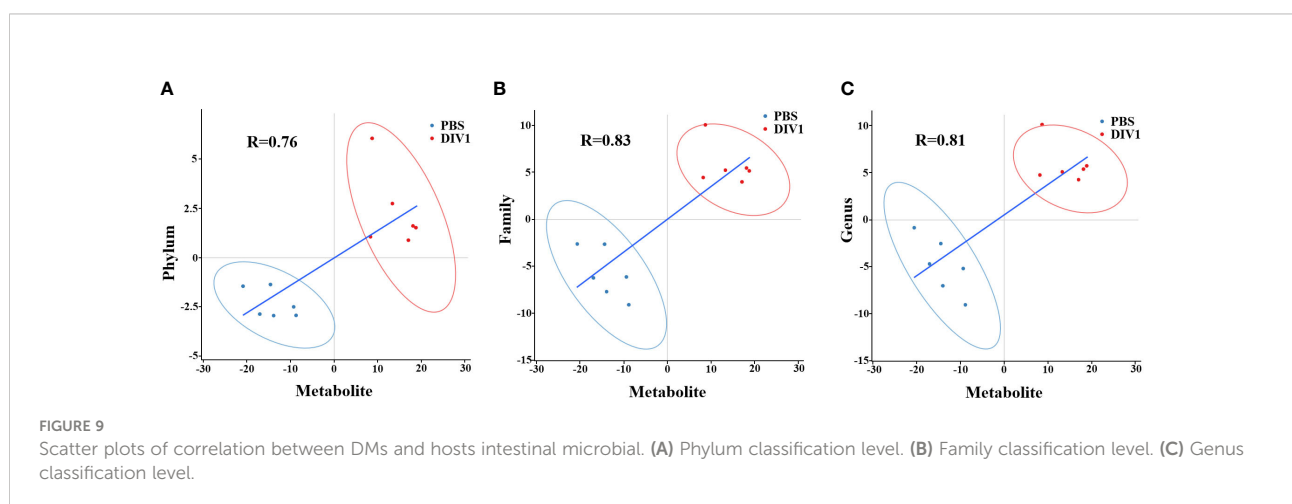 A
R=0.76
PBS
DIV1
Phylum
5
2.5
0
-2.5
-5
-30
-20
-10
0
10
20
30
Metabolite
B
R=0.83
PBS
DIV1
Family
10
5
0
-5
-10
-15
-30
-20
-10
0
10
20
30
Metabolite
C
R=0.81
PBS
DIV1
Genus
10
5
0
-5
-10
-15
-30
-20
-10
0
10
20
30
Metabolite
FIGURE 9
Scatter plots of correlation between DMs and hosts intestinal microbial. (A) Phylum classification level. (B) Family classification level. (C) Genus
classification level.